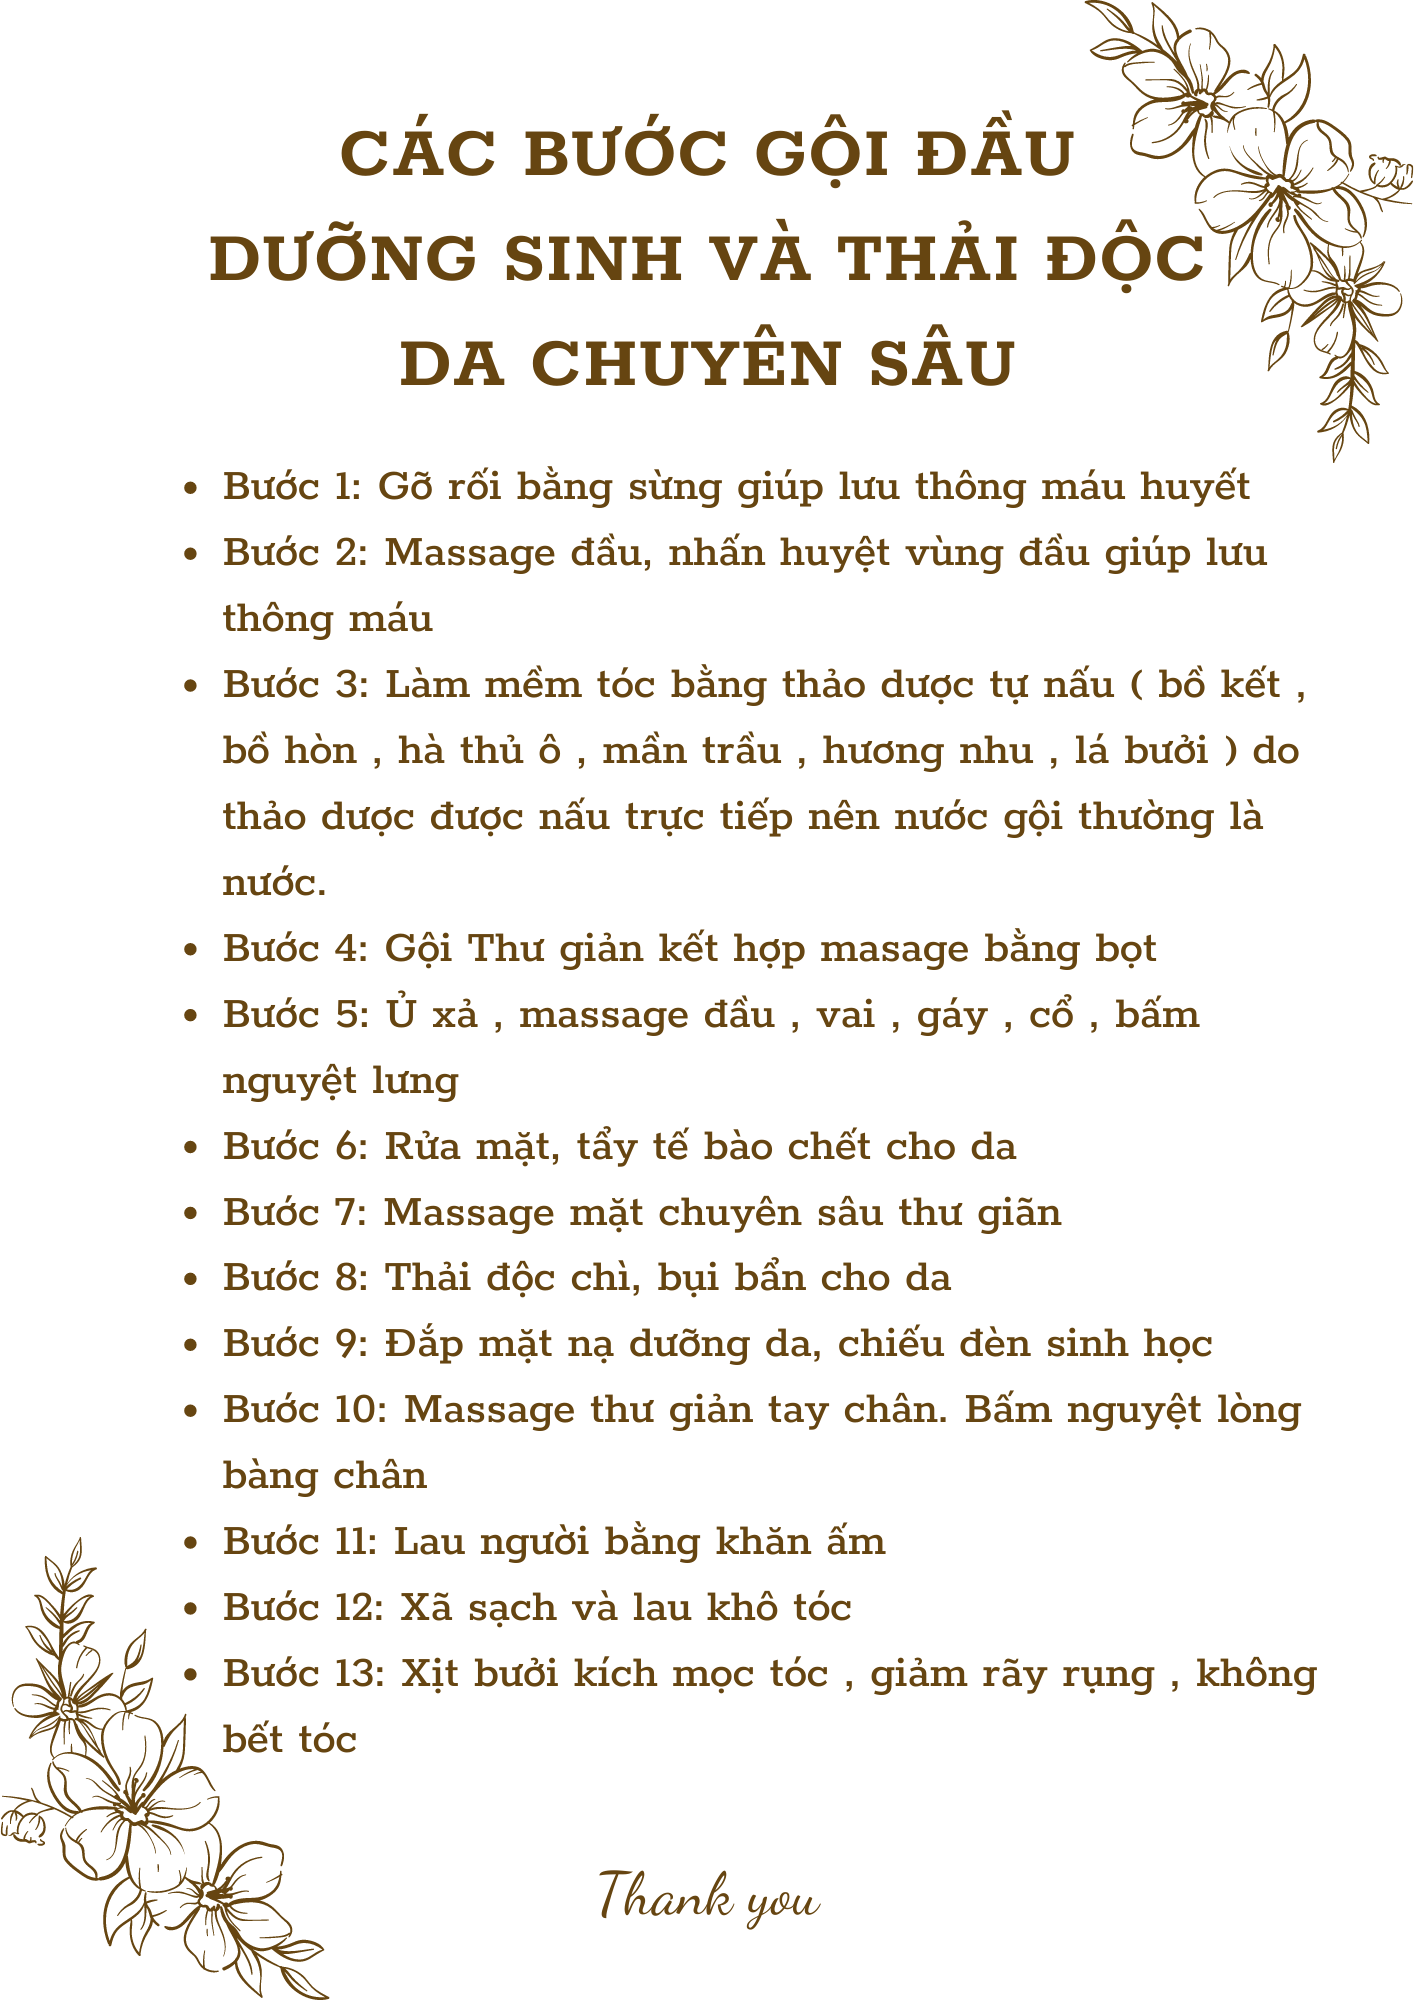 CÁC BƯỚC GỘI ĐẦU
DƯỠNG SINH VÀ THẢI ĐỘC
DA CHUYÊN SÂU
• Bước 1: Gỡ rối bằng sừng giúp lưu thông máu huyết
• Bước 2: Massage đầu, nhấn huyệt vùng đầu giúp lưu
thông máu
• Bước 3: Làm mềm tóc bằng thảo dược tự nấu ( bồ kết ,
bồ hòn , hà thủ ô , mần trầu , hương nhu , lá bưởi ) do
thảo dược được nấu trực tiếp nên nước gội thường là
nước.
• Bước 4: Gội Thư giản kết hợp masage bằng bọt
• Bước 5: Ủ xả , massage đầu , vai , gáy , cổ , bấm
nguyệt lưng
• Bước 6: Rửa mặt, tẩy tế bào chết cho da
• Bước 7: Massage mặt chuyên sâu thư giãn
• Bước 8: Thải độc chì, bụi bẩn cho da
• Bước 9: Đắp mặt nạ dưỡng da, chiếu đèn sinh học
• Bước 10: Massage thư giản tay chân. Bấm nguyệt lòng
bàng chân
• Bước 11: Lau người bằng khăn ấm
• Bước 12: Xã sạch và lau khô tóc
• Bước 13: Xịt bưởi kích mọc tóc , giảm rãy rụng , không
bết tóc
Thank you